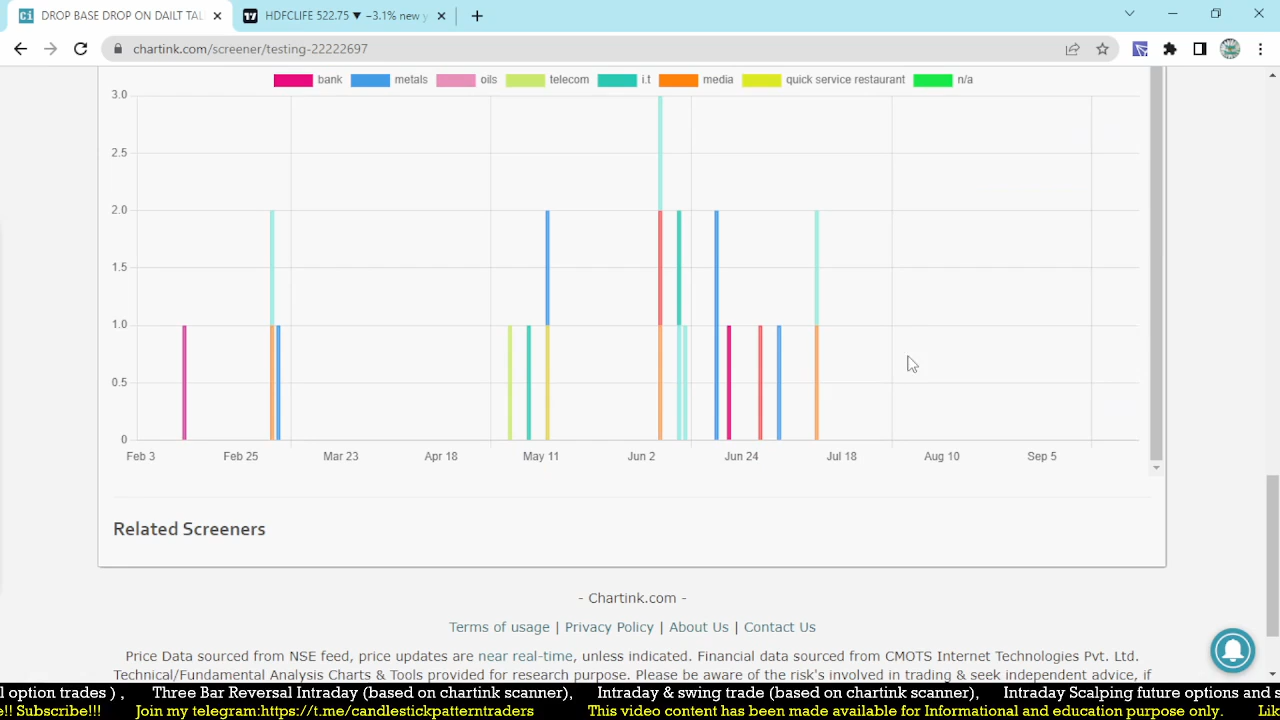 DROP BASE DROP ON DAILT TAL
HDFCLIFE 522.75 ▼ −3.1% new y
chartink.com/screener/testing-22222697
bank metals oils telecom i.t media quick service restaurant n/a
3.0
2.5
2.0
1.5
1.0
0.5
0
Feb 3 Feb 25 Mar 23 Apr 18 May 11 Jun 2 Jun 24 Jul 18 Aug 10 Sep 5
Related Screeners
- Chartink.com -
Terms of usage | Privacy Policy | About Us | Contact Us
Price Data sourced from NSE feed, price updates are near real-time, unless indicated. Financial data sourced from CMOTS Internet Technologies Pvt. Ltd.
Technical/Fundamental Analysis Charts & Tools provided for research purpose. Please be aware of the risk's involved in trading & seek independent advice, if
l option trades ) , Three Bar Reversal Intraday (based on chartink scanner), Intraday & swing trade (based on chartink scanner), Intraday Scalping future options and s
e!! Subscribe!!! Join my telegram:https://t.me/candlestickpatterntraders This video content has been made available for Informational and education purpose only. Lik